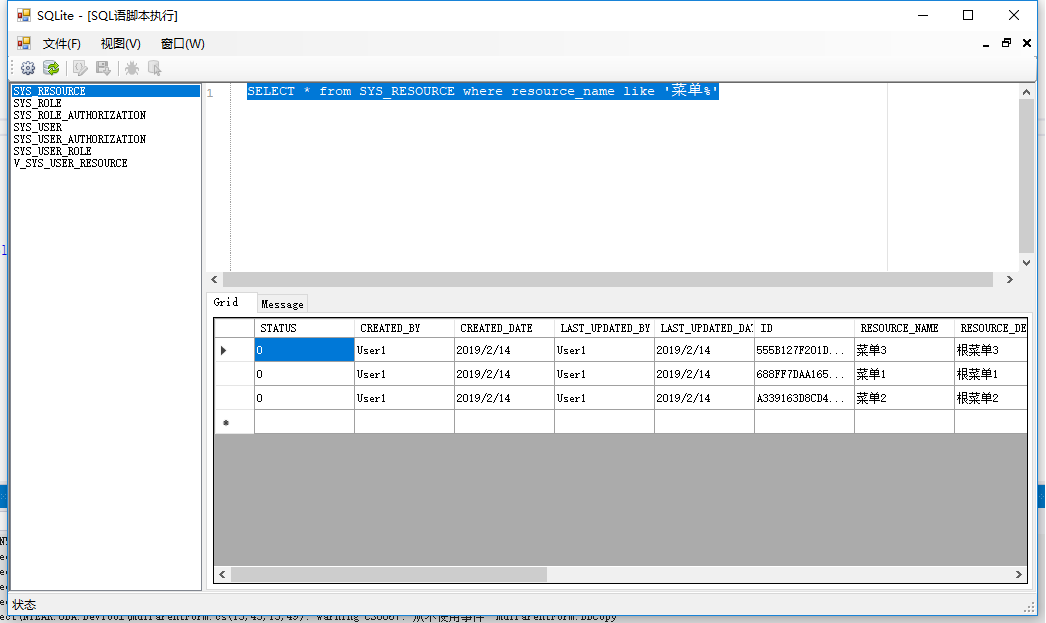 SQLite - [SQL语脚本执行]
文件(F) 视图(V) 窗口(W)
SYS_RESOURCE
SYS_ROLE
SYS_ROLE_AUTHORIZATION
SYS_USER
SYS_USER_AUTHORIZATION
SYS_USER_ROLE
V_SYS_USER_RESOURCE
1 SELECT * from SYS_RESOURCE where resource_name like '菜单%'
Grid Message
STATUS CREATED_BY CREATED_DATE LAST_UPDATED_BY LAST_UPDATED_DA ID RESOURCE_NAME RESOURCE_DE
0 User1 2019/2/14 User1 2019/2/14 555B127F201D... 菜单3 根菜单3
0 User1 2019/2/14 User1 2019/2/14 688FF7DAA165... 菜单1 根菜单1
0 User1 2019/2/14 User1 2019/2/14 A339163D8CD4... 菜单2 根菜单2
状态